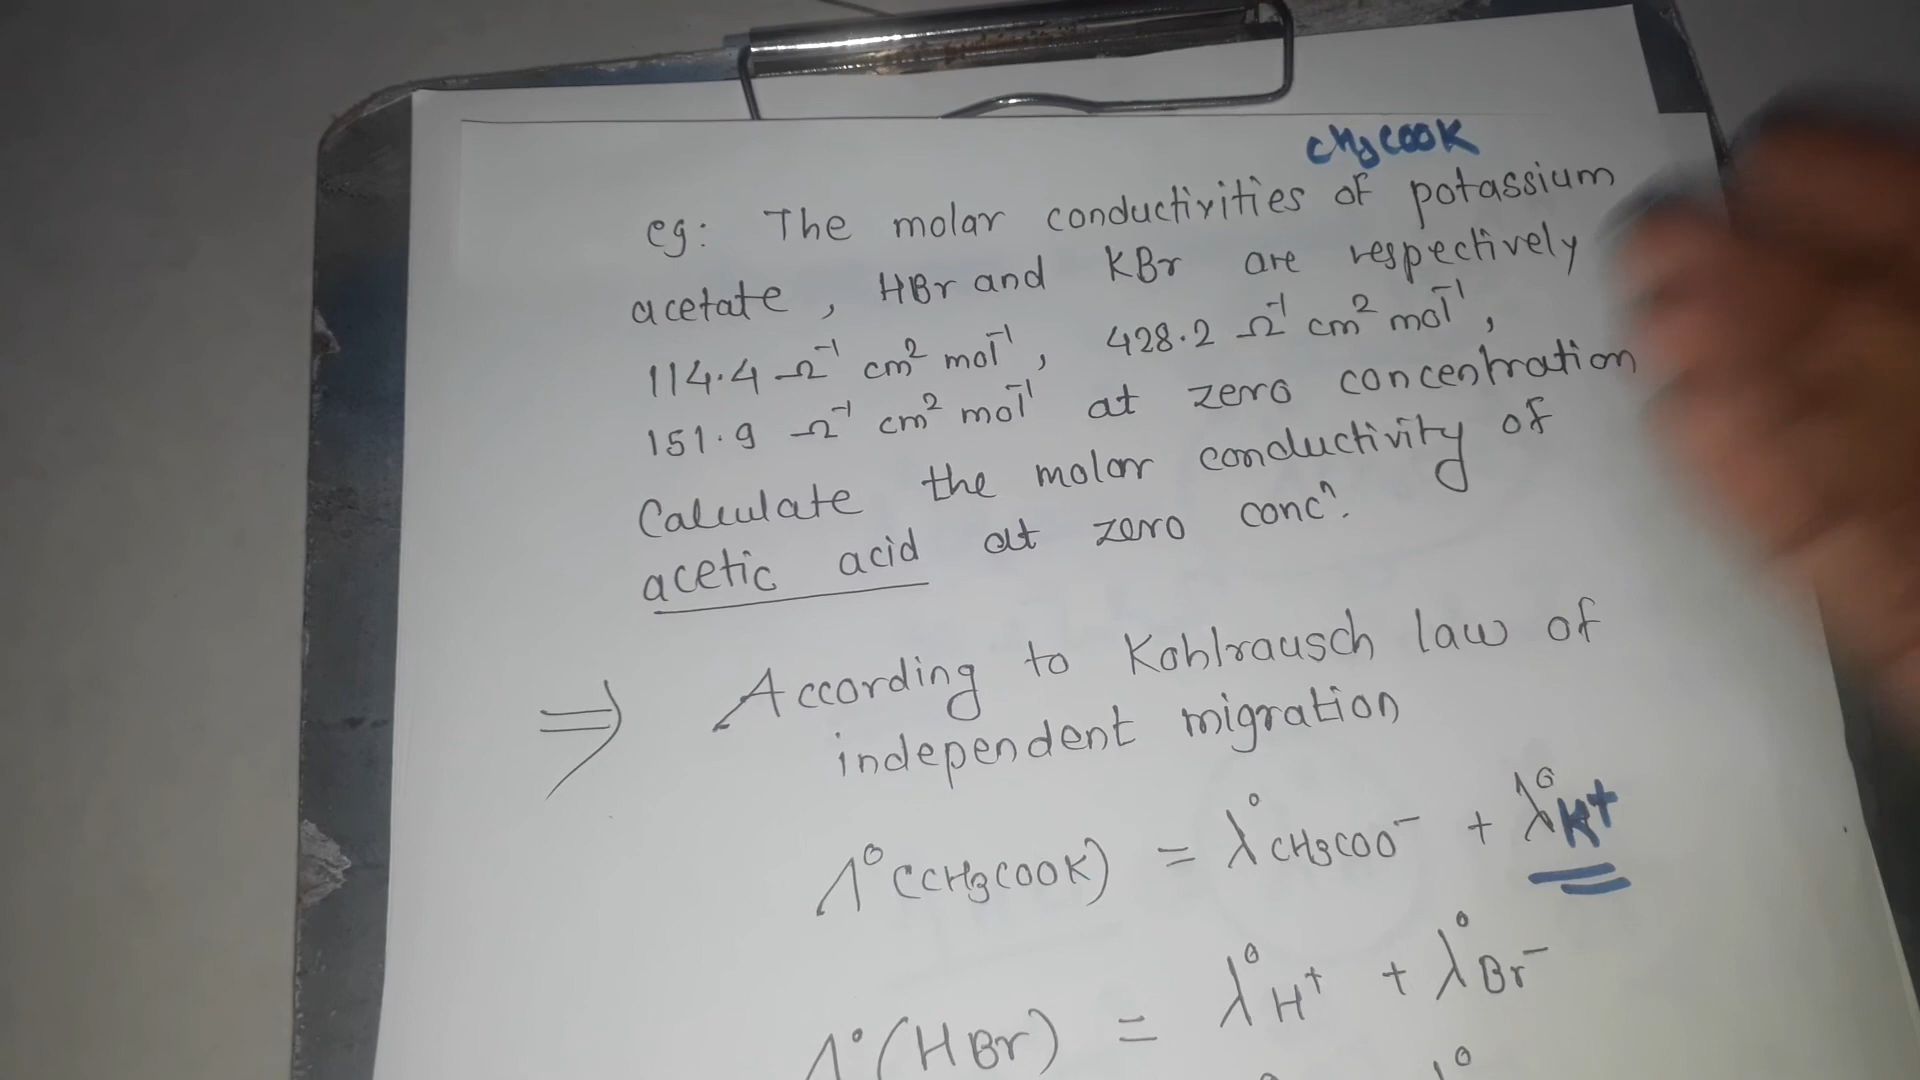 CH3COOK
eg: The molar conductivities of potassium
acetate, HBr and KBr are respectively
114.4 Ω⁻¹ cm² mol⁻¹, 428.2 Ω⁻¹ cm² mol⁻¹,
151.9 Ω⁻¹ cm² mol⁻¹ at zero concentration
Calculate the molar conductivity of
acetic acid at zero concⁿ.
⇒ According to Kohlrausch law of
independent migration
Λ°(CH3COOK) = λ°CH3COO⁻ + λ°K⁺
Λ°(HBr) = λ°H⁺ + λ°Br⁻